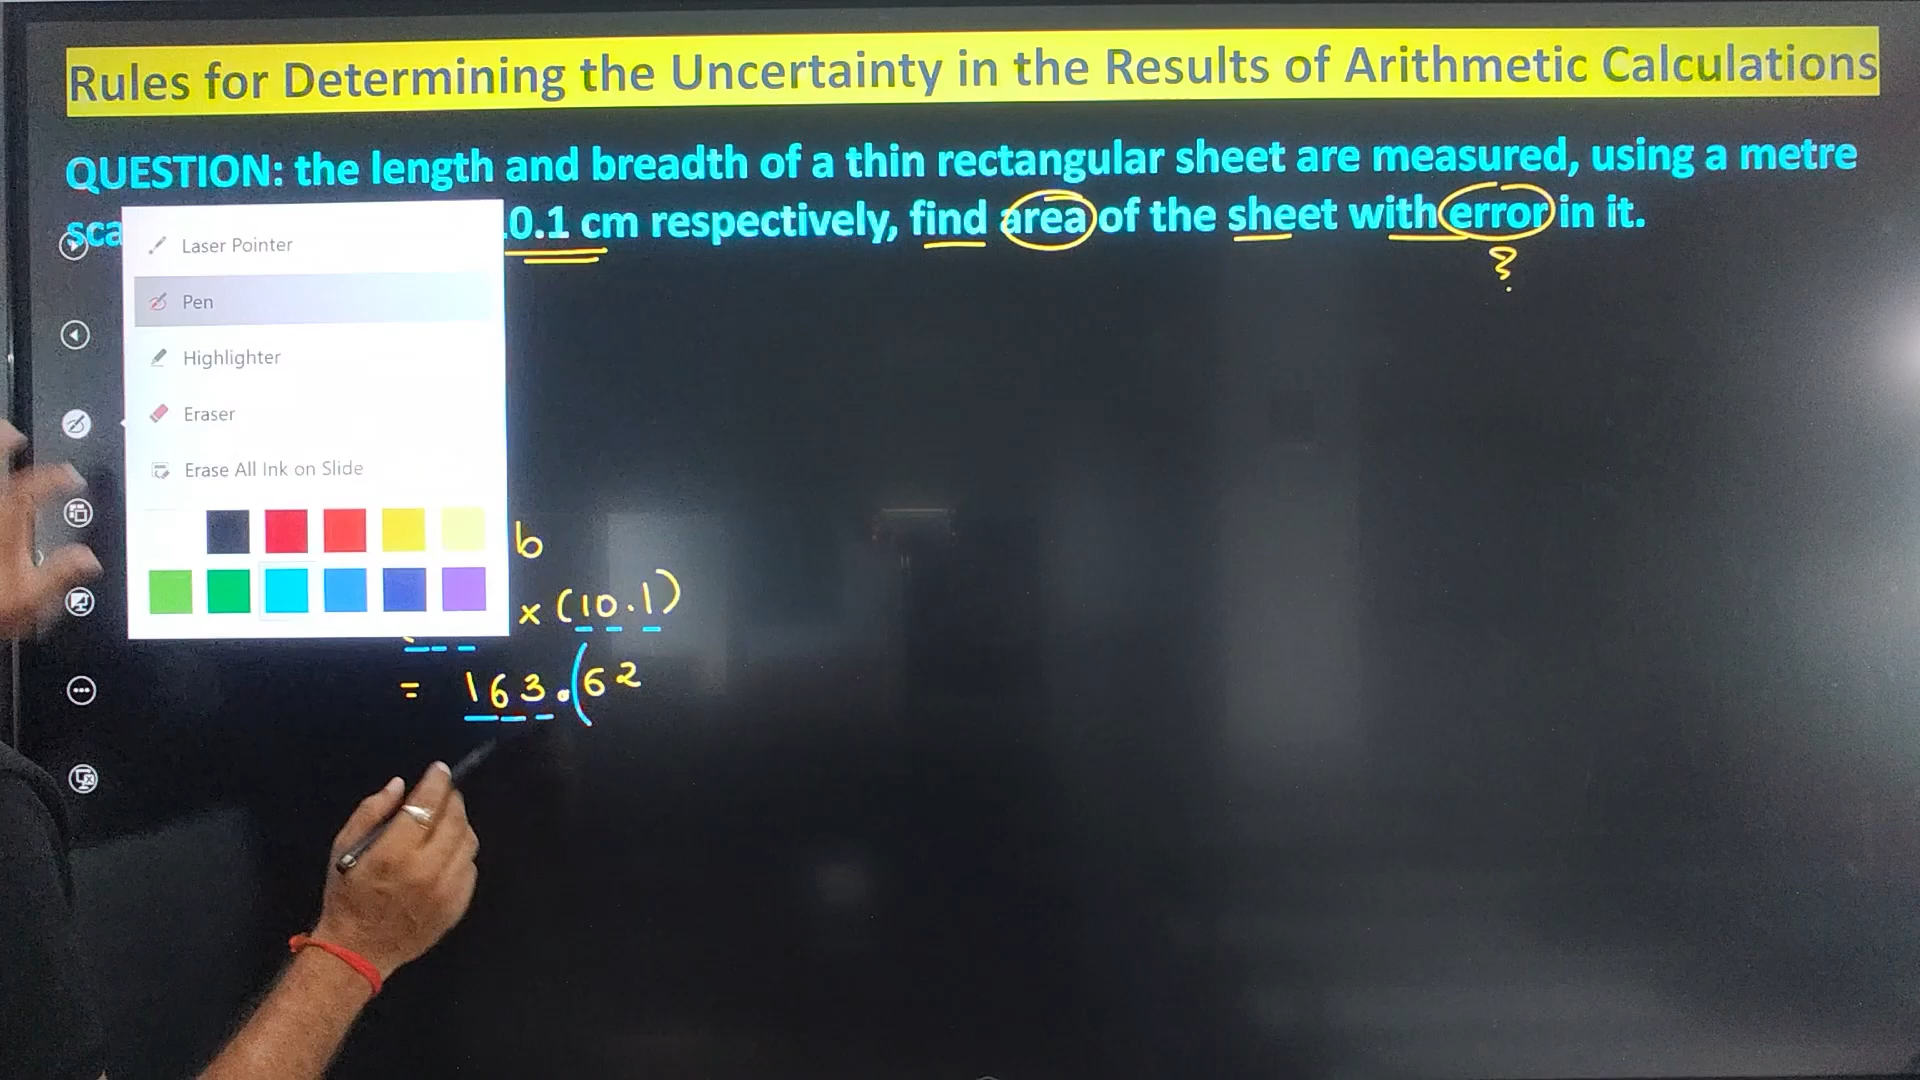 Rules for Determining the Uncertainty in the Results of Arithmetic Calculations
QUESTION: the length and breadth of a thin rectangular sheet are measured, using a metre
sca 0.1 cm respectively, find area of the sheet with error in it.
?
Laser Pointer
Pen
Highlighter
Eraser
Erase All Ink on Slide
b
x (10.1)
= 163.(62